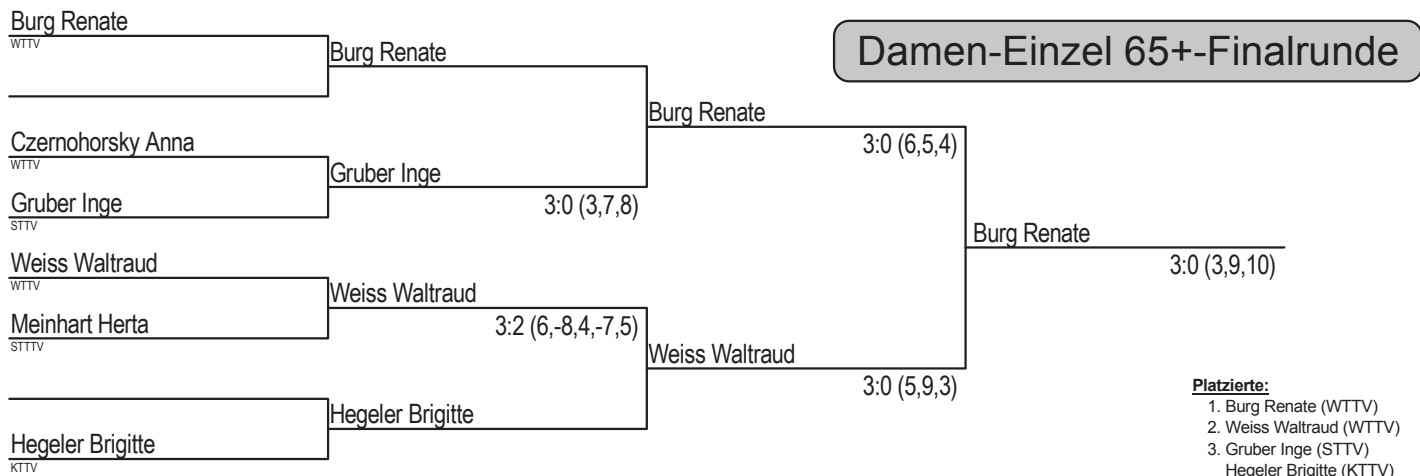 Damen-Einzel 65+-Finalrunde
Burg Renate
WTTV
Czernohorsky Anna
WTTV
Gruber Inge
STTV
Weiss Waltraud
WTTV
Meinhart Herta
STTTV
Hegeler Brigitte
KTTV
Burg Renate
Gruber Inge
3:0 (3,7,8)
Weiss Waltraud
3:2 (6,-8,4,-7,5)
Hegeler Brigitte
Burg Renate
3:0 (6,5,4)
Weiss Waltraud
3:0 (5,9,3)
Burg Renate
3:0 (3,9,10)
Platzierte:
1. Burg Renate (WTTV)
2. Weiss Waltraud (WTTV)
3. Gruber Inge (STTV)
Hegeler Brigitte (KTTV)